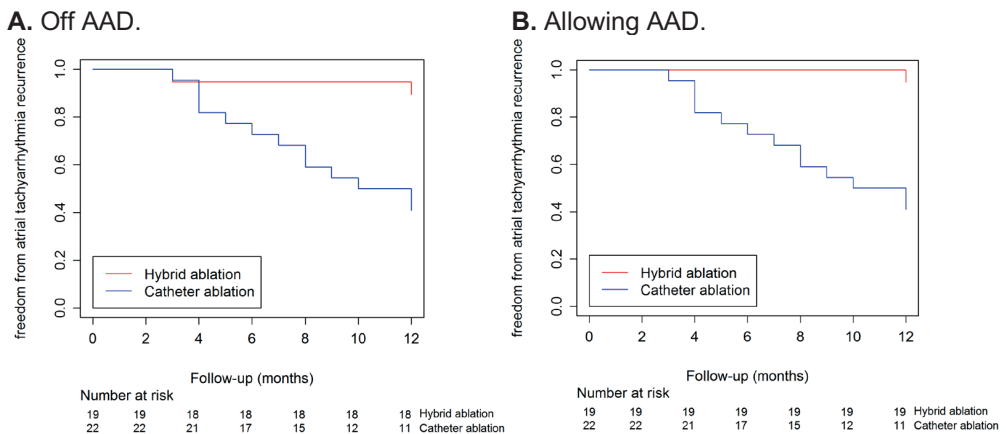 A. Off AAD.
freedom from atrial tachyarrhythmia recurrence
1.0
0.8
0.6
0.4
0.2
0.0
Hybrid ablation
Catheter ablation
0 2 4 6 8 10 12
Follow-up (months)
Number at risk
19 19 18 18 18 18 18 Hybrid ablation
22 22 21 17 15 12 11 Catheter ablation
B. Allowing AAD.
freedom from atrial tachyarrhythmia recurrence
1.0
0.8
0.6
0.4
0.2
0.0
Hybrid ablation
Catheter ablation
0 2 4 6 8 10 12
Follow-up (months)
Number at risk
19 19 19 19 19 19 19 Hybrid ablation
22 22 21 17 15 12 11 Catheter ablation